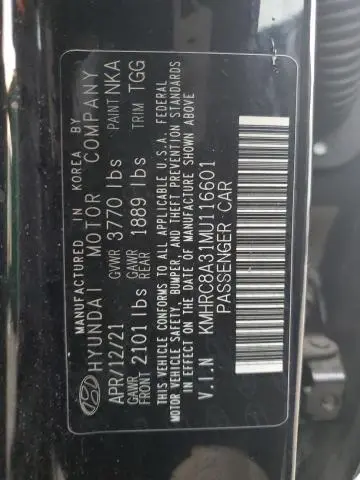 MANUFACTURED IN KOREA BY
HYUNDAI MOTOR COMPANY
APR/12/21 GVWR 3770 lbs PAINT NKA
GAWR FRONT 2101 lbs GAWR REAR 1889 lbs TRIM TGG
THIS VEHICLE CONFORMS TO ALL APPLICABLE U.S.A. FEDERAL
MOTOR VEHICLE SAFETY, BUMPER, AND THEFT PREVENTION STANDARDS
IN EFFECT ON THE DATE OF MANUFACTURE SHOWN ABOVE
V.I.N KMHRC8A31MU116601
PASSENGER CAR